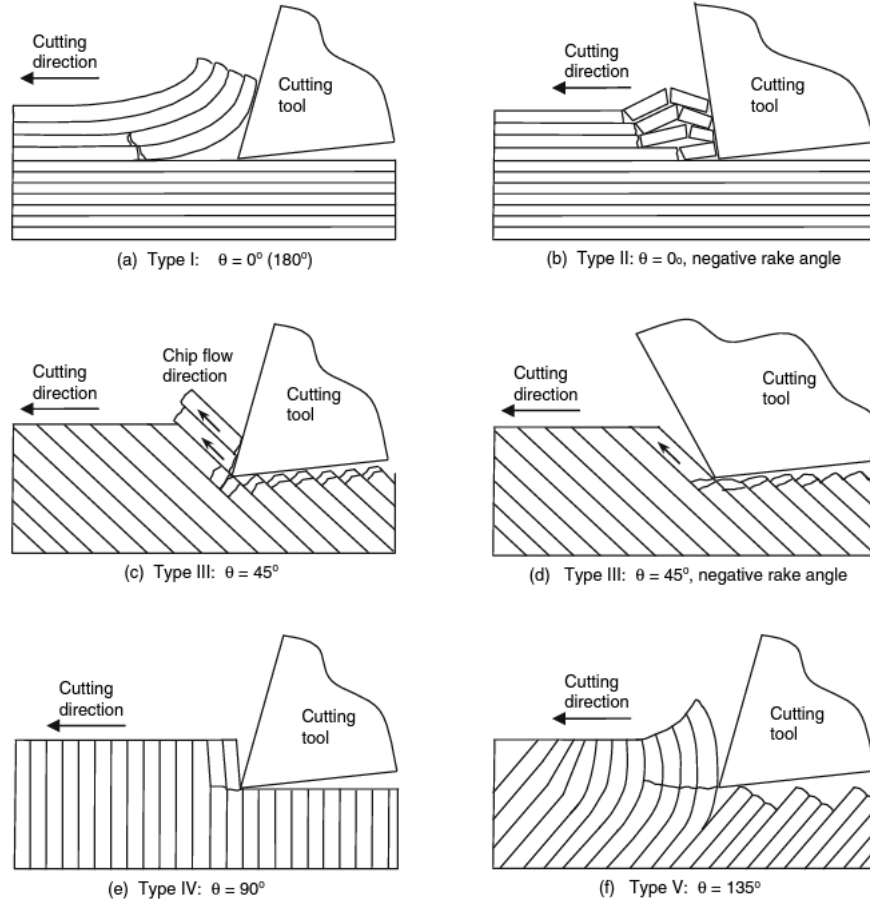 Cutting
direction
Cutting
tool
(a) Type I: θ = 0° (180°)
Cutting
direction
Cutting
tool
(b) Type II: θ = 0₀, negative rake angle
Cutting
direction
Chip flow
direction
Cutting
tool
(c) Type III: θ = 45°
Cutting
direction
Cutting
tool
(d) Type III: θ = 45°, negative rake angle
Cutting
direction
Cutting
tool
(e) Type IV: θ = 90°
Cutting
direction
Cutting
tool
(f) Type V: θ = 135°